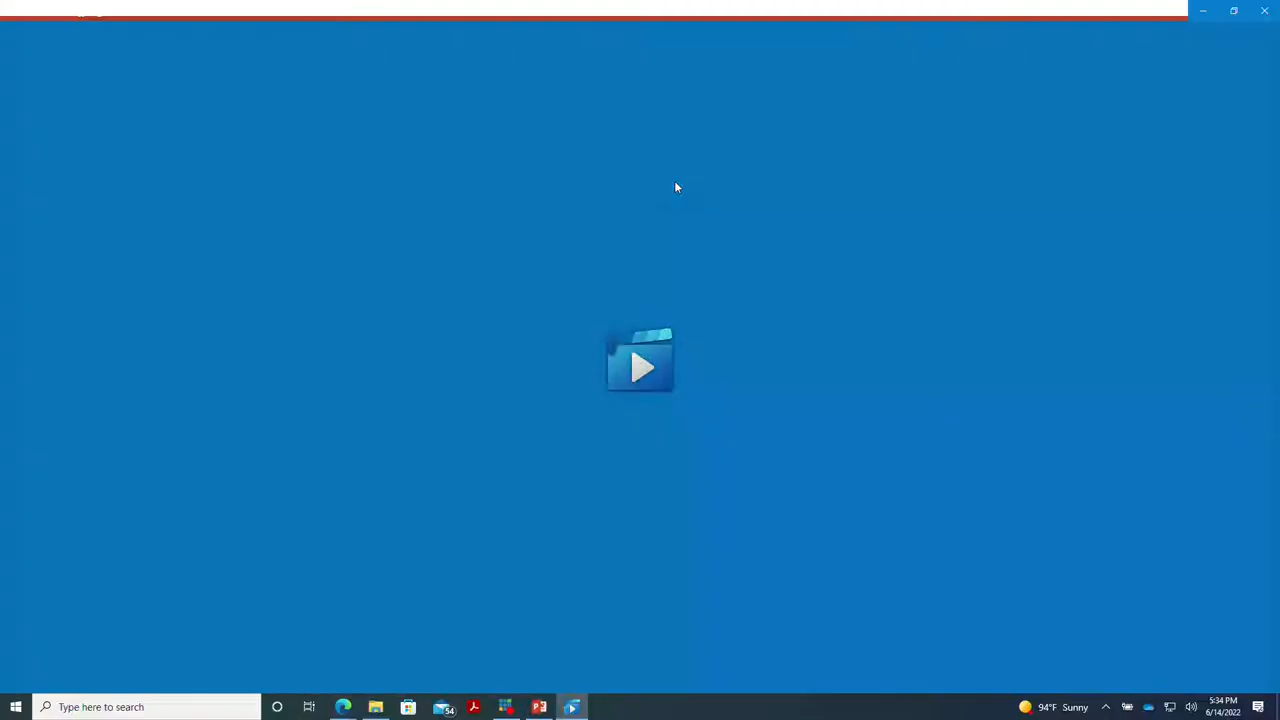 Type here to search
54
94°F Sunny
5:34 PM
6/14/2022